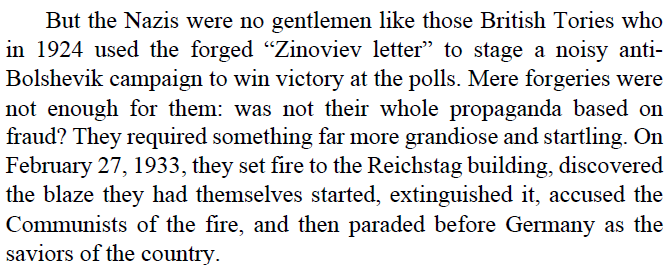 But the Nazis were no gentlemen like those British Tories who
in 1924 used the forged “Zinoviev letter” to stage a noisy anti-
Bolshevik campaign to win victory at the polls. Mere forgeries were
not enough for them: was not their whole propaganda based on
fraud? They required something far more grandiose and startling. On
February 27, 1933, they set fire to the Reichstag building, discovered
the blaze they had themselves started, extinguished it, accused the
Communists of the fire, and then paraded before Germany as the
saviors of the country.